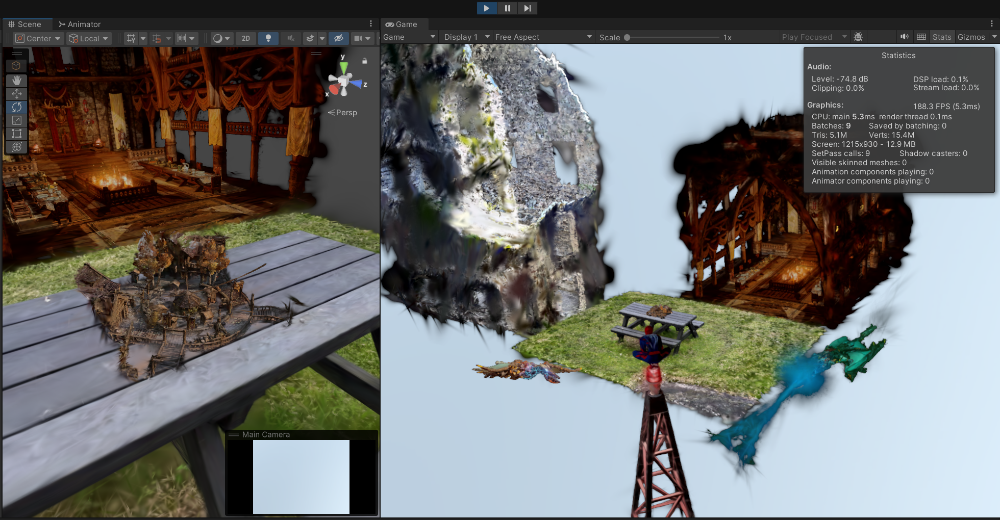 Scene
Animator
Center
Local
2D
y
z
x
Persp
Main Camera
Game
Game
Display 1
Free Aspect
Scale
1x
Play Focused
Stats
Gizmos
Statistics
Audio:
Level: -74.8 dB
DSP load: 0.1%
Clipping: 0.0%
Stream load: 0.0%
Graphics:
188.3 FPS (5.3ms)
CPU: main 5.3ms render thread 0.1ms
Batches: 9
Saved by batching: 0
Tris: 5.1M
Verts: 15.4M
Screen: 1215x930 - 12.9 MB
SetPass calls: 9
Shadow casters: 0
Visible skinned meshes: 0
Animation components playing: 0
Animator components playing: 0